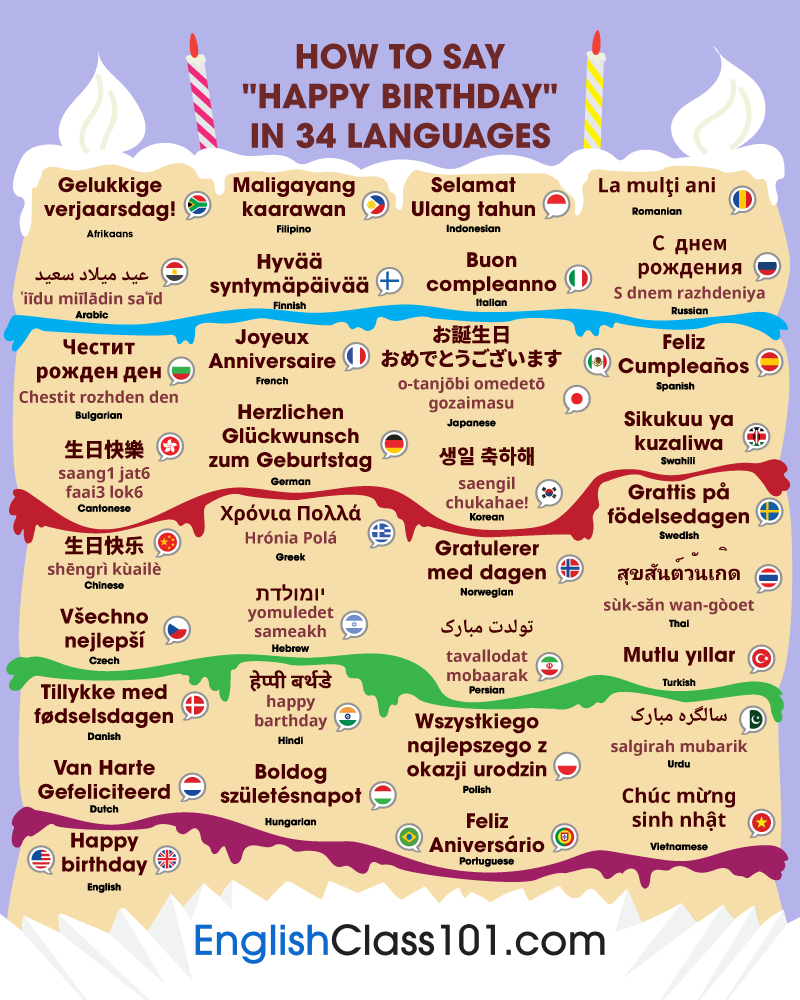 HOW TO SAY
"HAPPY BIRTHDAY"
IN 34 LANGUAGES
Gelukkige
verjaarsdag!
Afrikaans
عيد ميلاد سعيد
ʿiīdu miīlādin saʿīd
Arabic
Честит
рожден ден
Chestit rozhden den
Bulgarian
生日快樂
saang1 jat6
faai3 lok6
Cantonese
生日快乐
shēngrì kùailè
Chinese
Všechno
nejlepší
Czech
Tillykke med
fødselsdagen
Danish
Van Harte
Gefeliciteerd
Dutch
Happy
birthday
English
Maligayang
kaarawan
Filipino
Hyvää
syntymäpäivää
Finnish
Joyeux
Anniversaire
French
Herzlichen
Glückwunsch
zum Geburtstag
German
Χρόνια Πολλά
Hrónia Polá
Greek
יומולדת
yomuledet
sameakh
Hebrew
हेप्पी बर्थडे
happy
barthday
Hindi
Boldog
születésnapot
Hungarian
Selamat
Ulang tahun
Indonesian
Buon
compleanno
Italian
お誕生日
おめでとうございます
o-tanjōbi omedetō
gozaimasu
Japanese
생일 축하해
saengil
chukahae!
Korean
Gratulerer
med dagen
Norwegian
تولدت مبارک
tavallodat
mobaarak
Persian
Wszystkiego
najlepszego z
okazji urodzin
Polish
Feliz
Aniversário
Portuguese
La mulţi ani
Romanian
С днем
рождения
S dnem razhdeniya
Russian
Feliz
Cumpleaños
Spanish
Sikukuu ya
kuzaliwa
Swahili
Grattis på
födelsedagen
Swedish
สุขสันต์วันเกิด
sùk-săn wan-gòoet
Thai
Mutlu yıllar
Turkish
سالگرہ مبارک
salgirah mubarik
Urdu
Chúc mừng
sinh nhật
Vietnamese
EnglishClass101.com